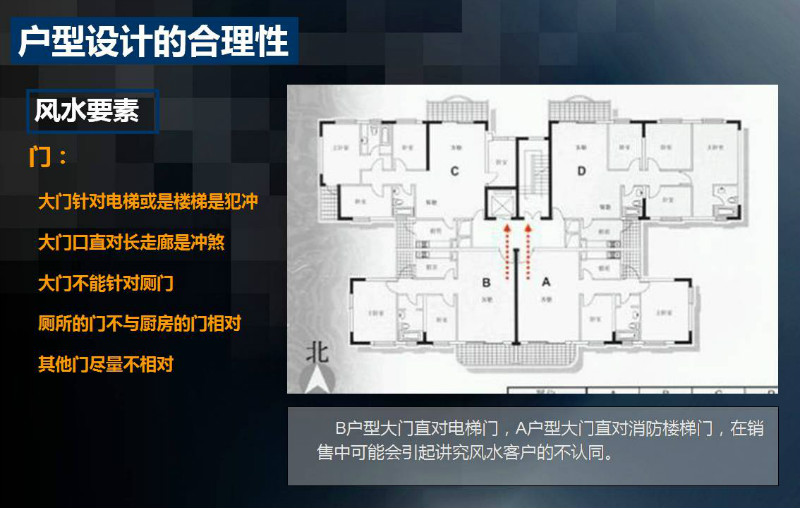 户型设计的合理性
风水要素
门：
大门针对电梯或是楼梯是犯冲
大门口直对长走廊是冲煞
大门不能针对厕门
厕所的门不与厨房的门相对
其他门尽量不相对
C
D
B
A
北
B户型大门直对电梯门，A户型大门直对消防楼梯门，在销
售中可能会引起讲究风水客户的不认同。